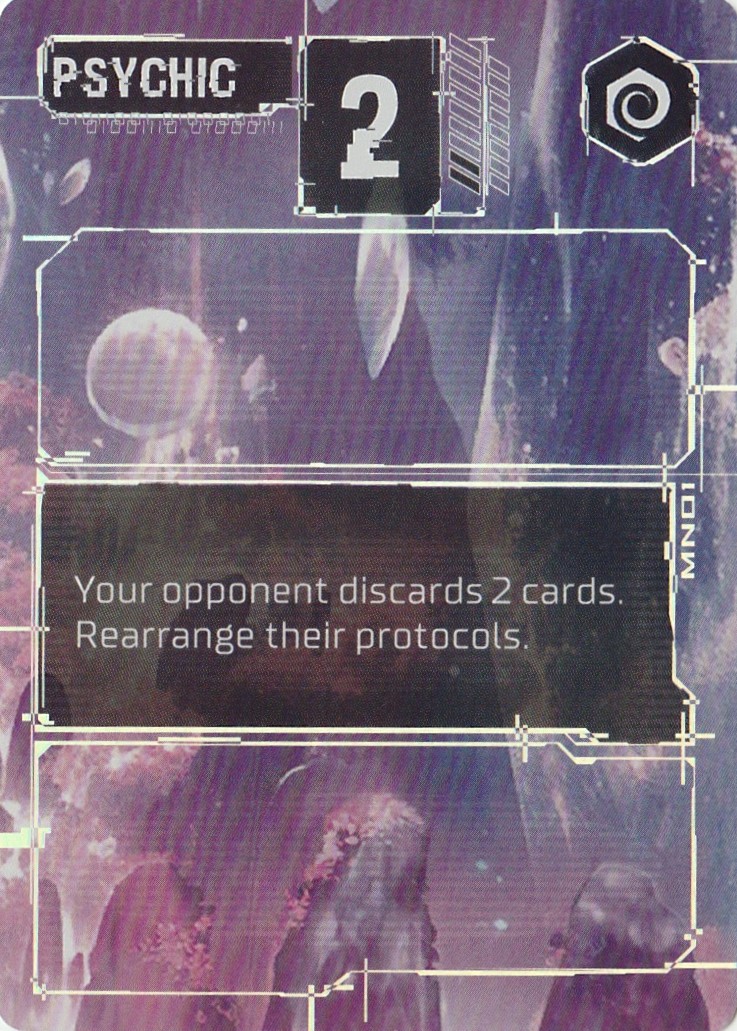 PSYCHIC
2
MN01
Your opponent discards 2 cards.
Rearrange their protocols.